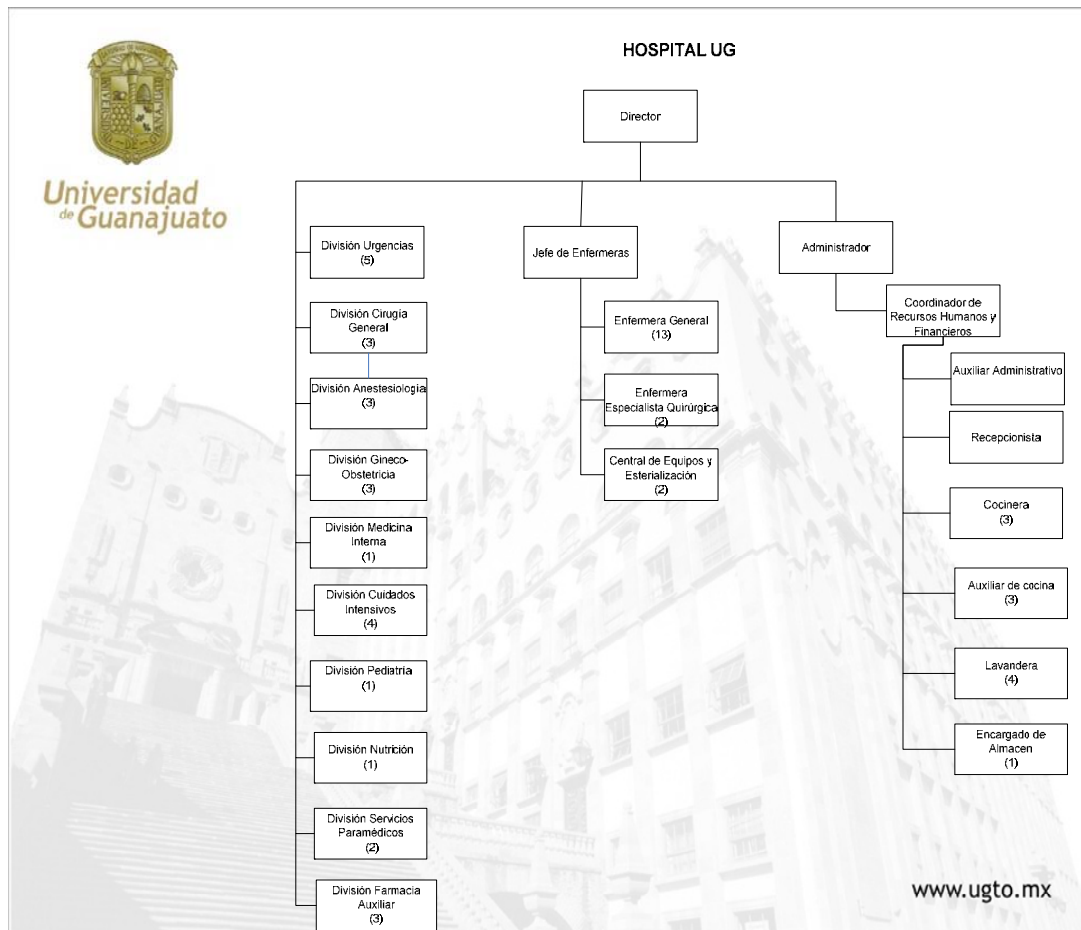 HOSPITAL UG
Universidad
de Guanajuato
Director
División Urgencias
(5)
División Cirugía
General
(3)
División Anestesiología
(3)
División Gineco-
Obstetricia
(3)
División Medicina
Interna
(1)
División Cuidados
Intensivos
(4)
División Pediatría
(1)
División Nutrición
(1)
División Servicios
Paramédicos
(2)
División Farmacia
Auxiliar
(3)
Jefe de Enfermeras
Enfermera General
(13)
Enfermera
Especialista Quirúrgica
(2)
Central de Equipos y
Esterialización
(2)
Administrador
Coordinador de
Recursos Humanos y
Financieros
Auxiliar Administrativo
Recepcionista
Cocinera
(3)
Auxiliar de cocina
(3)
Lavandera
(4)
Encargado de
Almacen
(1)
www.ugto.mx